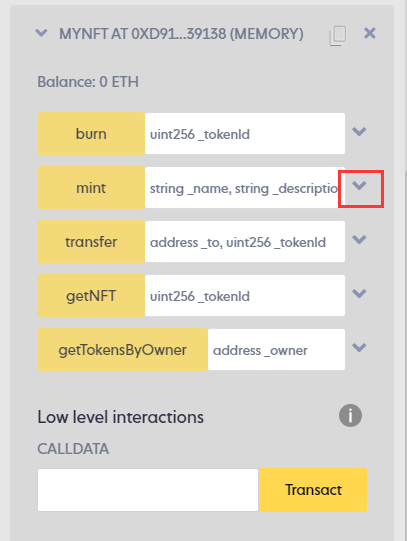 MYNFT AT 0XD91...39138 (MEMORY)
Balance: 0 ETH
burn uint256 _tokenId
mint string _name, string _descriptio
transfer address _to, uint256 _tokenId
getNFT uint256 _tokenId
getTokensByOwner address _owner
Low level interactions
CALLDATA
Transact